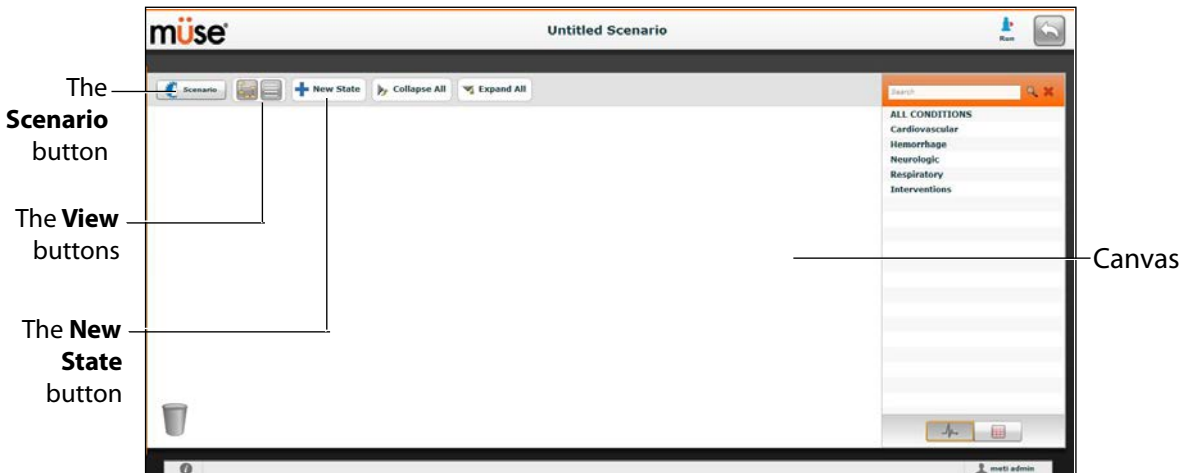 müse
Untitled Scenario
Run
The
Scenario
button
Scenario
New State
Collapse All
Expand All
Search
ALL CONDITIONS
Cardiovascular
Hemorrhage
Neurologic
Respiratory
Interventions
The View
buttons
Canvas
The New
State
button
meti admin